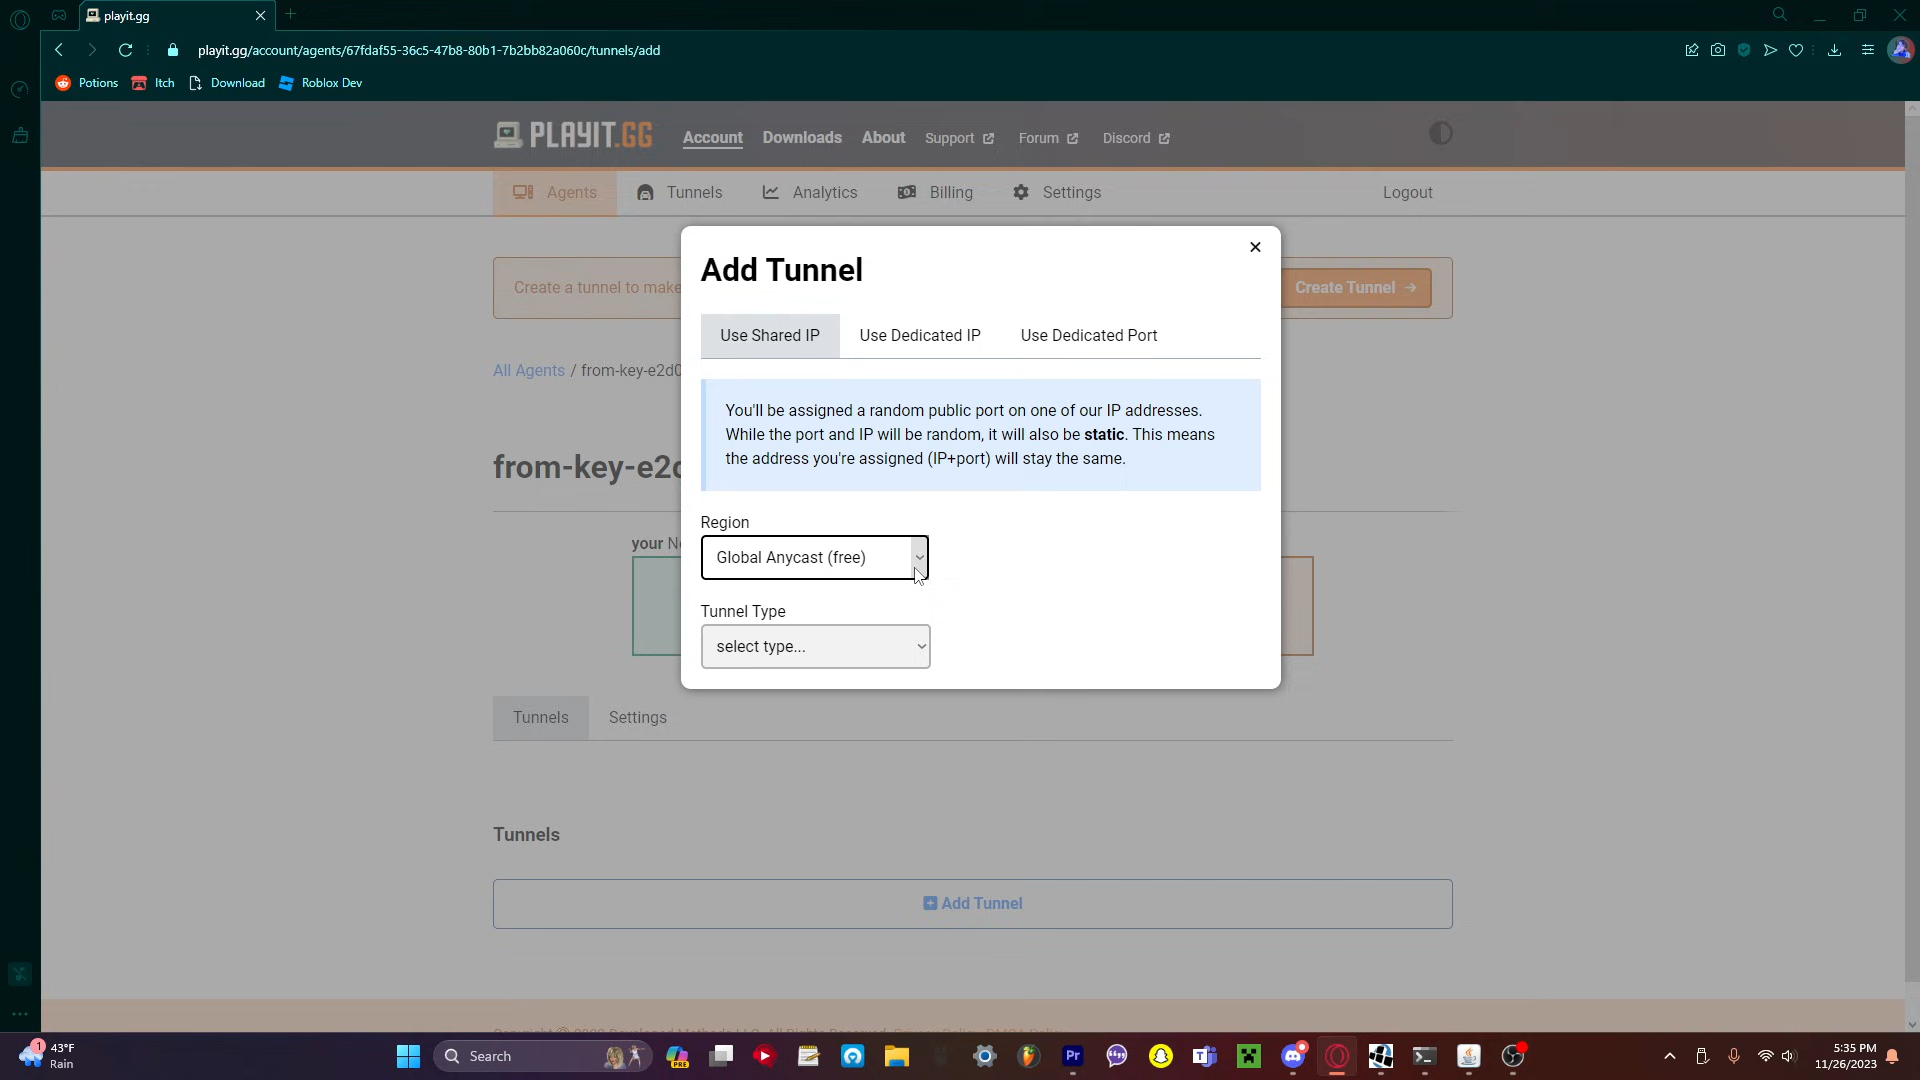 playit.gg
playit.gg/account/agents/67fdaf55-36c5-47b8-80b1-7b2bb82a060c/tunnels/add
Potions Itch Download Roblox Dev
PLAYIT.GG Account Downloads About Support Forum Discord
Agents Tunnels Analytics Billing Settings Logout
Create a tunnel to make
Create Tunnel →
All Agents / from-key-e2d0
from-key-e2d
your N
Add Tunnel
Use Shared IP Use Dedicated IP Use Dedicated Port
You'll be assigned a random public port on one of our IP addresses.
While the port and IP will be random, it will also be static. This means
the address you're assigned (IP+port) will stay the same.
Region
Global Anycast (free)
Tunnel Type
select type...
Tunnels Settings
Tunnels
Add Tunnel
1 43°F
Rain
Search
PRE
Pr
5:35 PM
11/26/2023